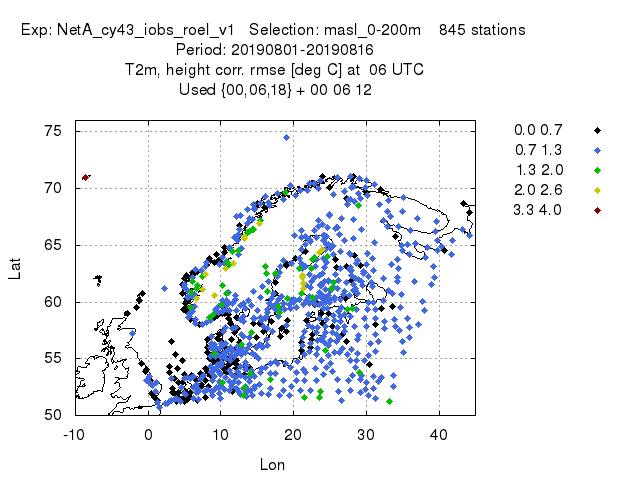 Exp: NetA_cy43_iobs_roel_v1 Selection: masl_0-200m 845 stations
Period: 20190801-20190816
T2m, height corr. rmse [deg C] at 06 UTC
Used {00,06,18} + 00 06 12
75
70
65
60
55
50
Lat
-10 0 10 20 30 40
Lon
0.0 0.7
0.7 1.3
1.3 2.0
2.0 2.6
3.3 4.0